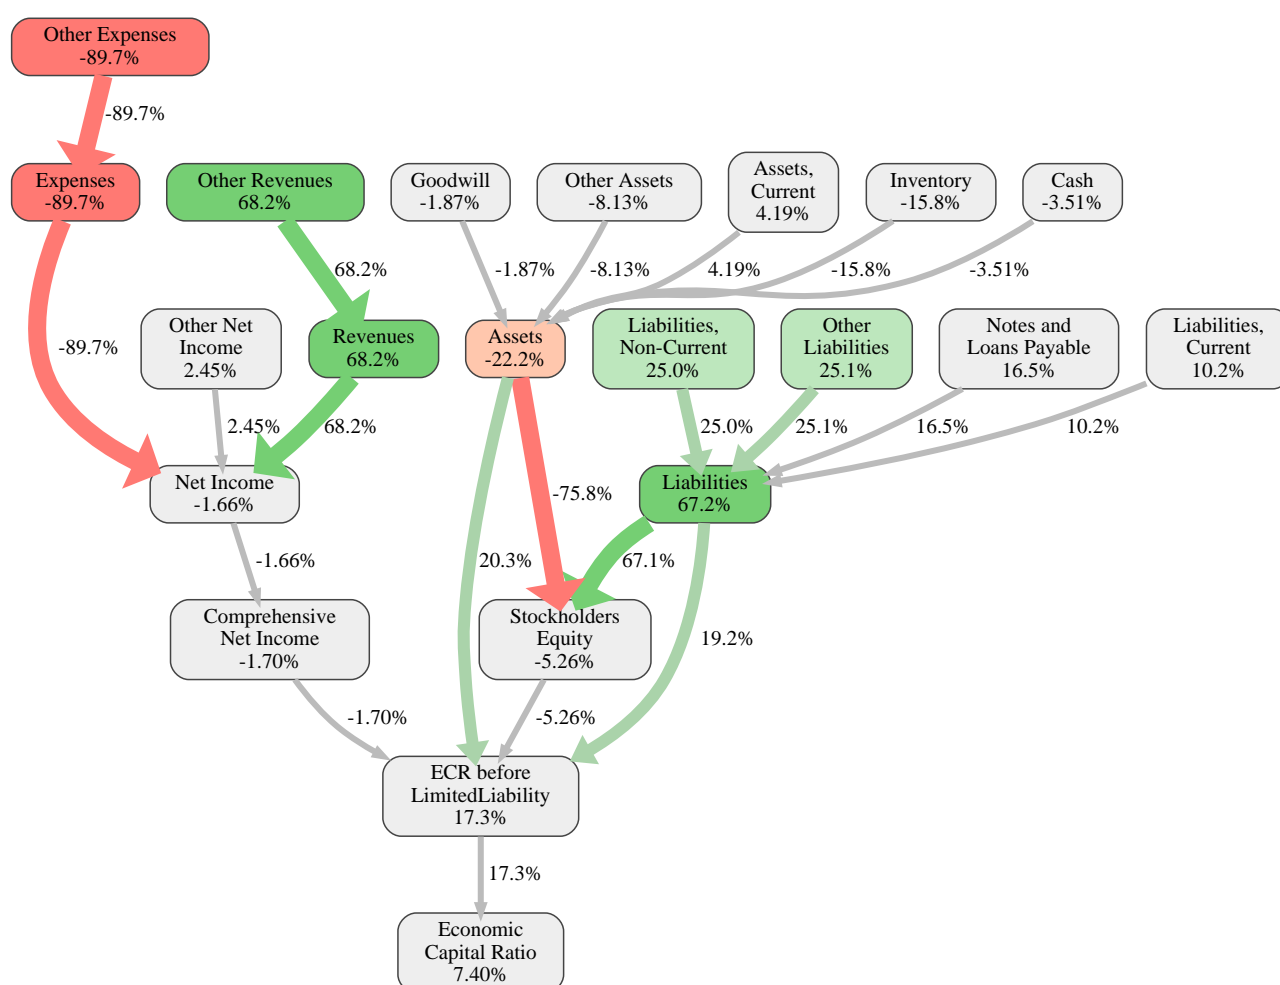 Other Expenses
-89.7%
-89.7%
Expenses
-89.7%
Other Revenues
68.2%
Goodwill
-1.87%
Other Assets
-8.13%
Assets,
Current
4.19%
Inventory
-15.8%
Cash
-3.51%
68.2%
-1.87%
-8.13%
4.19%
-15.8%
-3.51%
-89.7%
Other Net
Income
2.45%
Revenues
68.2%
Assets
-22.2%
Liabilities,
Non-Current
25.0%
Other
Liabilities
25.1%
Notes and
Loans Payable
16.5%
Liabilities,
Current
10.2%
2.45%
68.2%
25.0%
25.1%
16.5%
10.2%
Net Income
-1.66%
-75.8%
Liabilities
67.2%
-1.66%
20.3%
67.1%
Comprehensive
Net Income
-1.70%
Stockholders
Equity
-5.26%
19.2%
-1.70%
-5.26%
ECR before
LimitedLiability
17.3%
17.3%
Economic
Capital Ratio
7.40%